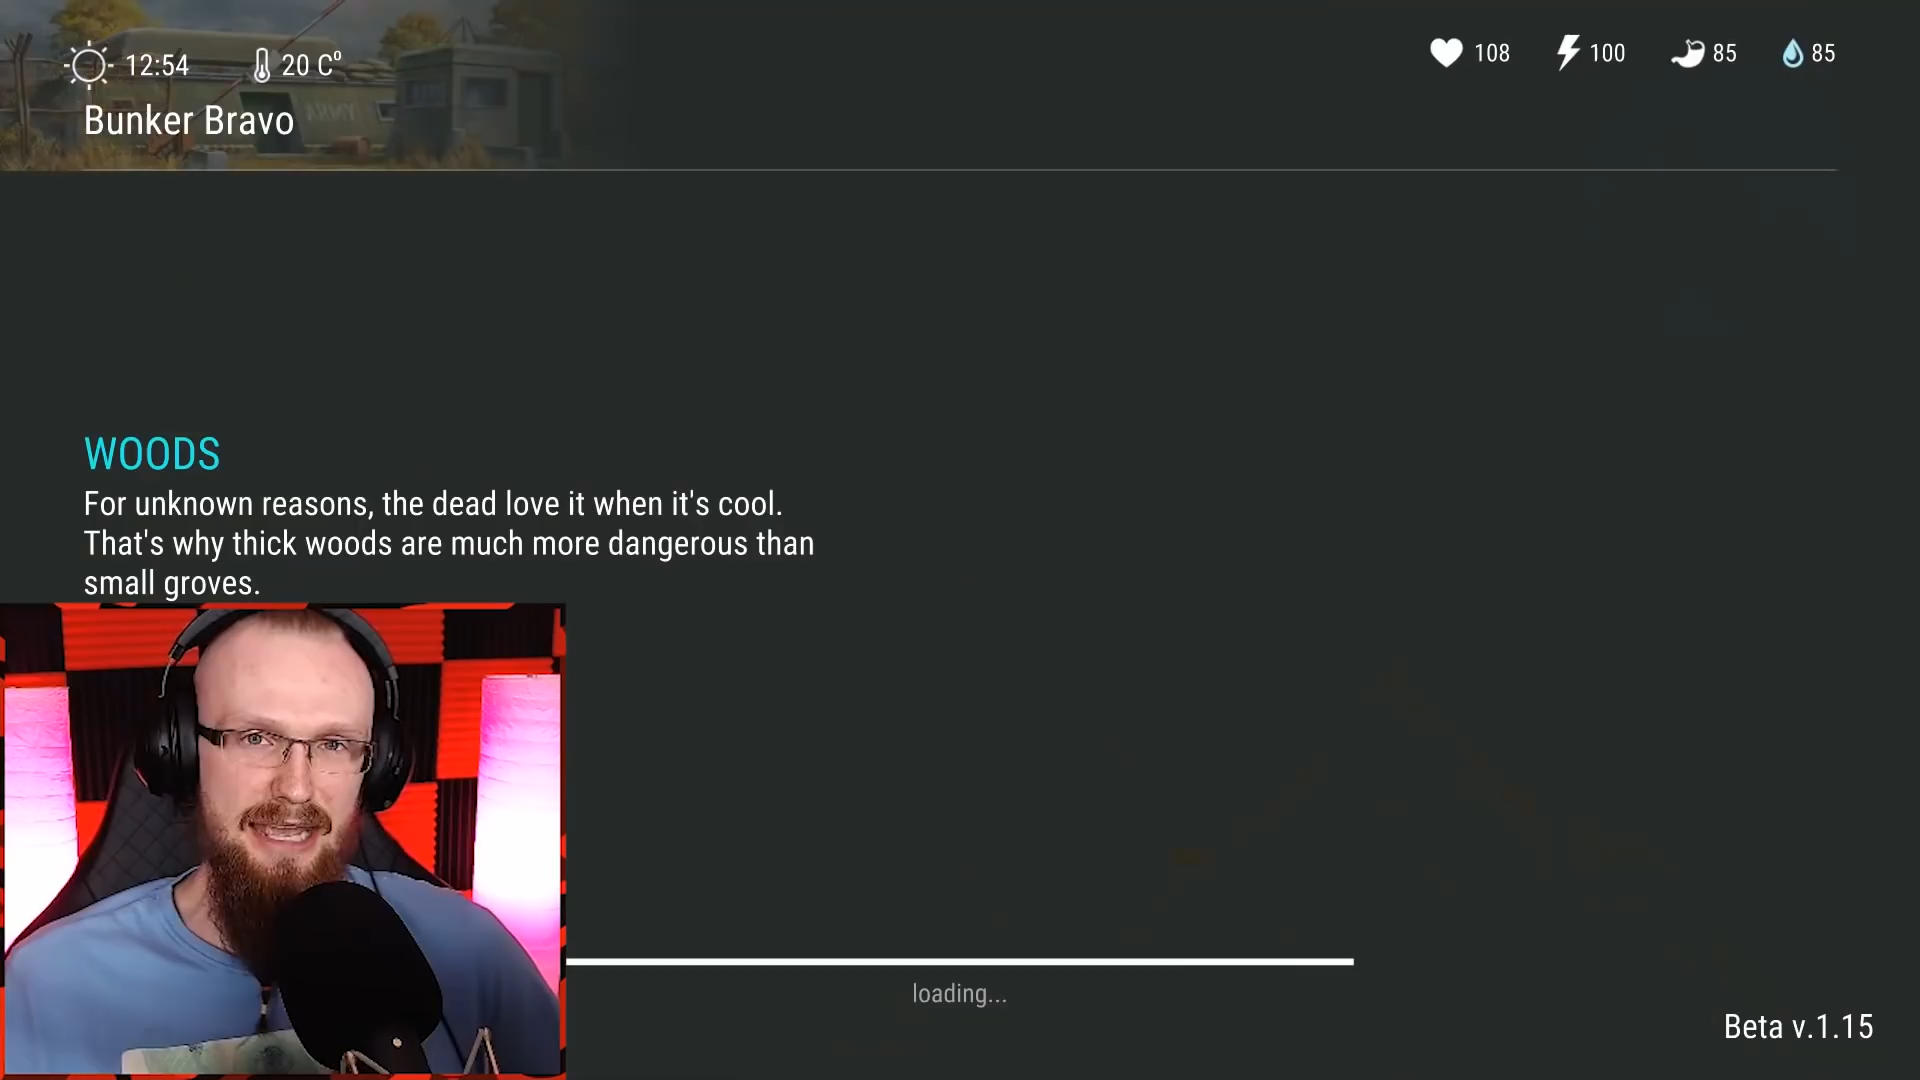 12:54
20 C⁰
108
100
85
85
Bunker Bravo
WOODS
For unknown reasons, the dead love it when it's cool.
That's why thick woods are much more dangerous than
small groves.
loading...
Beta v.1.15